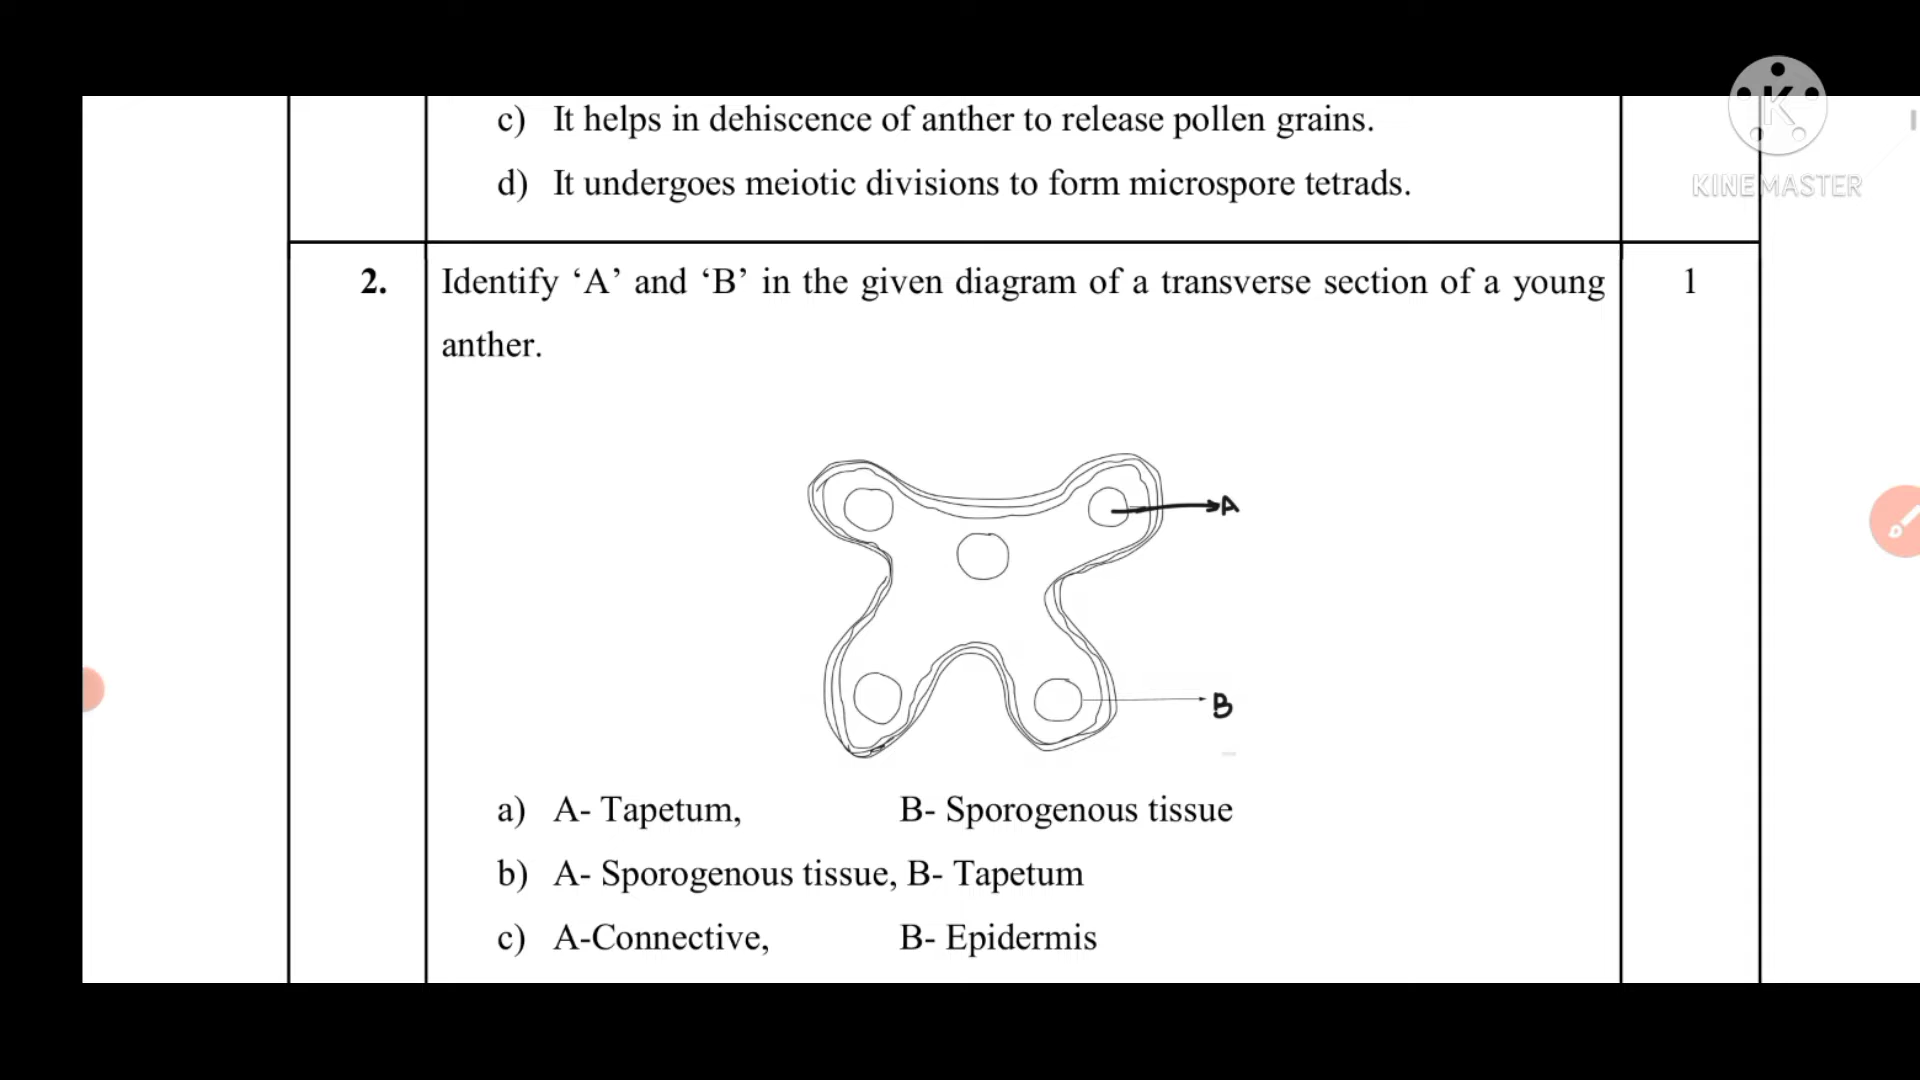 c) It helps in dehiscence of anther to release pollen grains.
d) It undergoes meiotic divisions to form microspore tetrads.
K
KINEMASTER
2. Identify ‘A’ and ‘B’ in the given diagram of a transverse section of a young 1
anther.
A
B
a) A- Tapetum, B- Sporogenous tissue
b) A- Sporogenous tissue, B- Tapetum
c) A-Connective, B- Epidermis